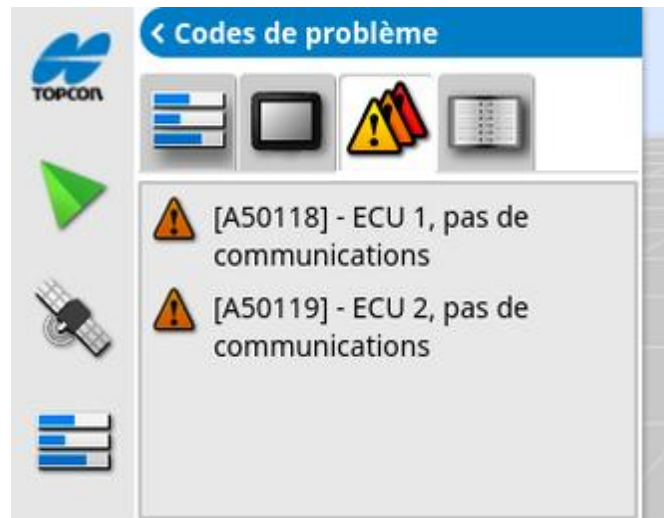 Codes de problème
TOPCON
[A50118] - ECU 1, pas de
communications
[A50119] - ECU 2, pas de
communications